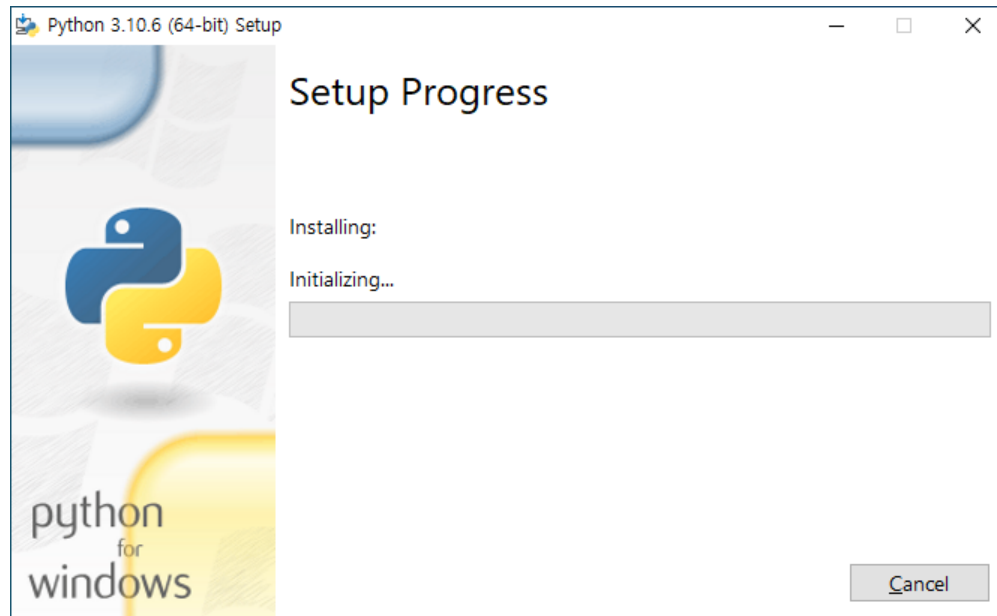 Python 3.10.6 (64-bit) Setup
Setup Progress
Installing:
Initializing...
python
for
windows
Cancel